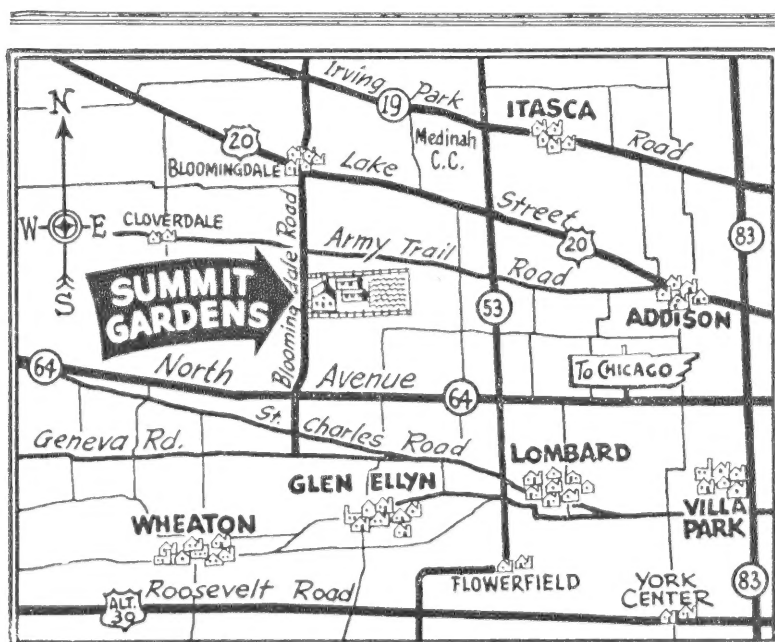 Irving Park Road
19
ITASCA
N
20
Medinah
C.C.
BLOOMINGDALE
Lake Street
20
83
W
E
CLOVERDALE
Army Trail Road
S
SUMMIT
GARDENS
Bloomingdale Road
53
ADDISON
To CHICAGO
64
North Avenue
64
St. Charles Road
Geneva Rd.
LOMBARD
GLEN ELLYN
VILLA
PARK
WHEATON
FLOWERFIELD
YORK
CENTER
83
Roosevelt Road
ALT.
39